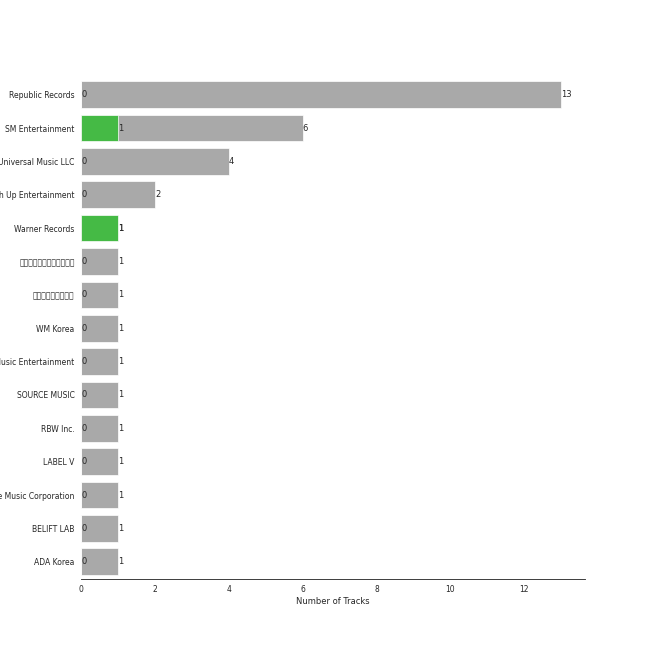 Republic Records 0 13
SM Entertainment 1 6
Universal Music LLC 0 4
Up Entertainment 0 2
Warner Records 1
0 1
0 1
WM Korea 0 1
Music Entertainment 0 1
SOURCE MUSIC 0 1
RBW Inc. 0 1
LABEL V 0 1
Music Corporation 0 1
BELIFT LAB 0 1
ADA Korea 0 1
0 2 4 6 8 10 12
Number of Tracks